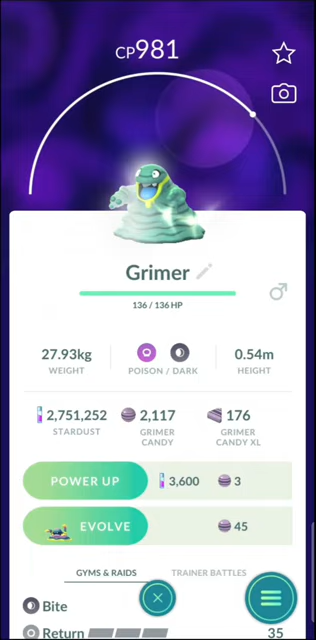 CP981
Grimer
136 / 136 HP
27.93kg
WEIGHT
POISON / DARK
0.54m
HEIGHT
2,751,252
STARDUST
2,117
GRIMER
CANDY
176
GRIMER
CANDY XL
POWER UP
3,600
3
EVOLVE
45
GYMS & RAIDS
TRAINER BATTLES
Bite
Return
35